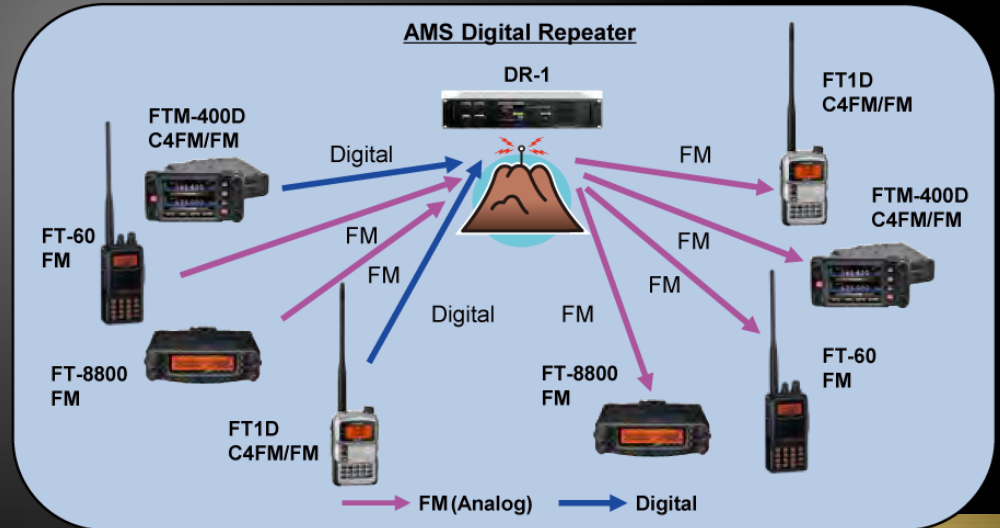 AMS Digital Repeater
DR-1
FTM-400D
C4FM/FM
Digital
FT-60
FM
FM
FM
FT-8800
FM
FT1D
C4FM/FM
Digital
FM
FT1D
C4FM/FM
FM
FTM-400D
C4FM/FM
FM
FM
FT-8800
FM
FT-60
FM
FM (Analog)
Digital